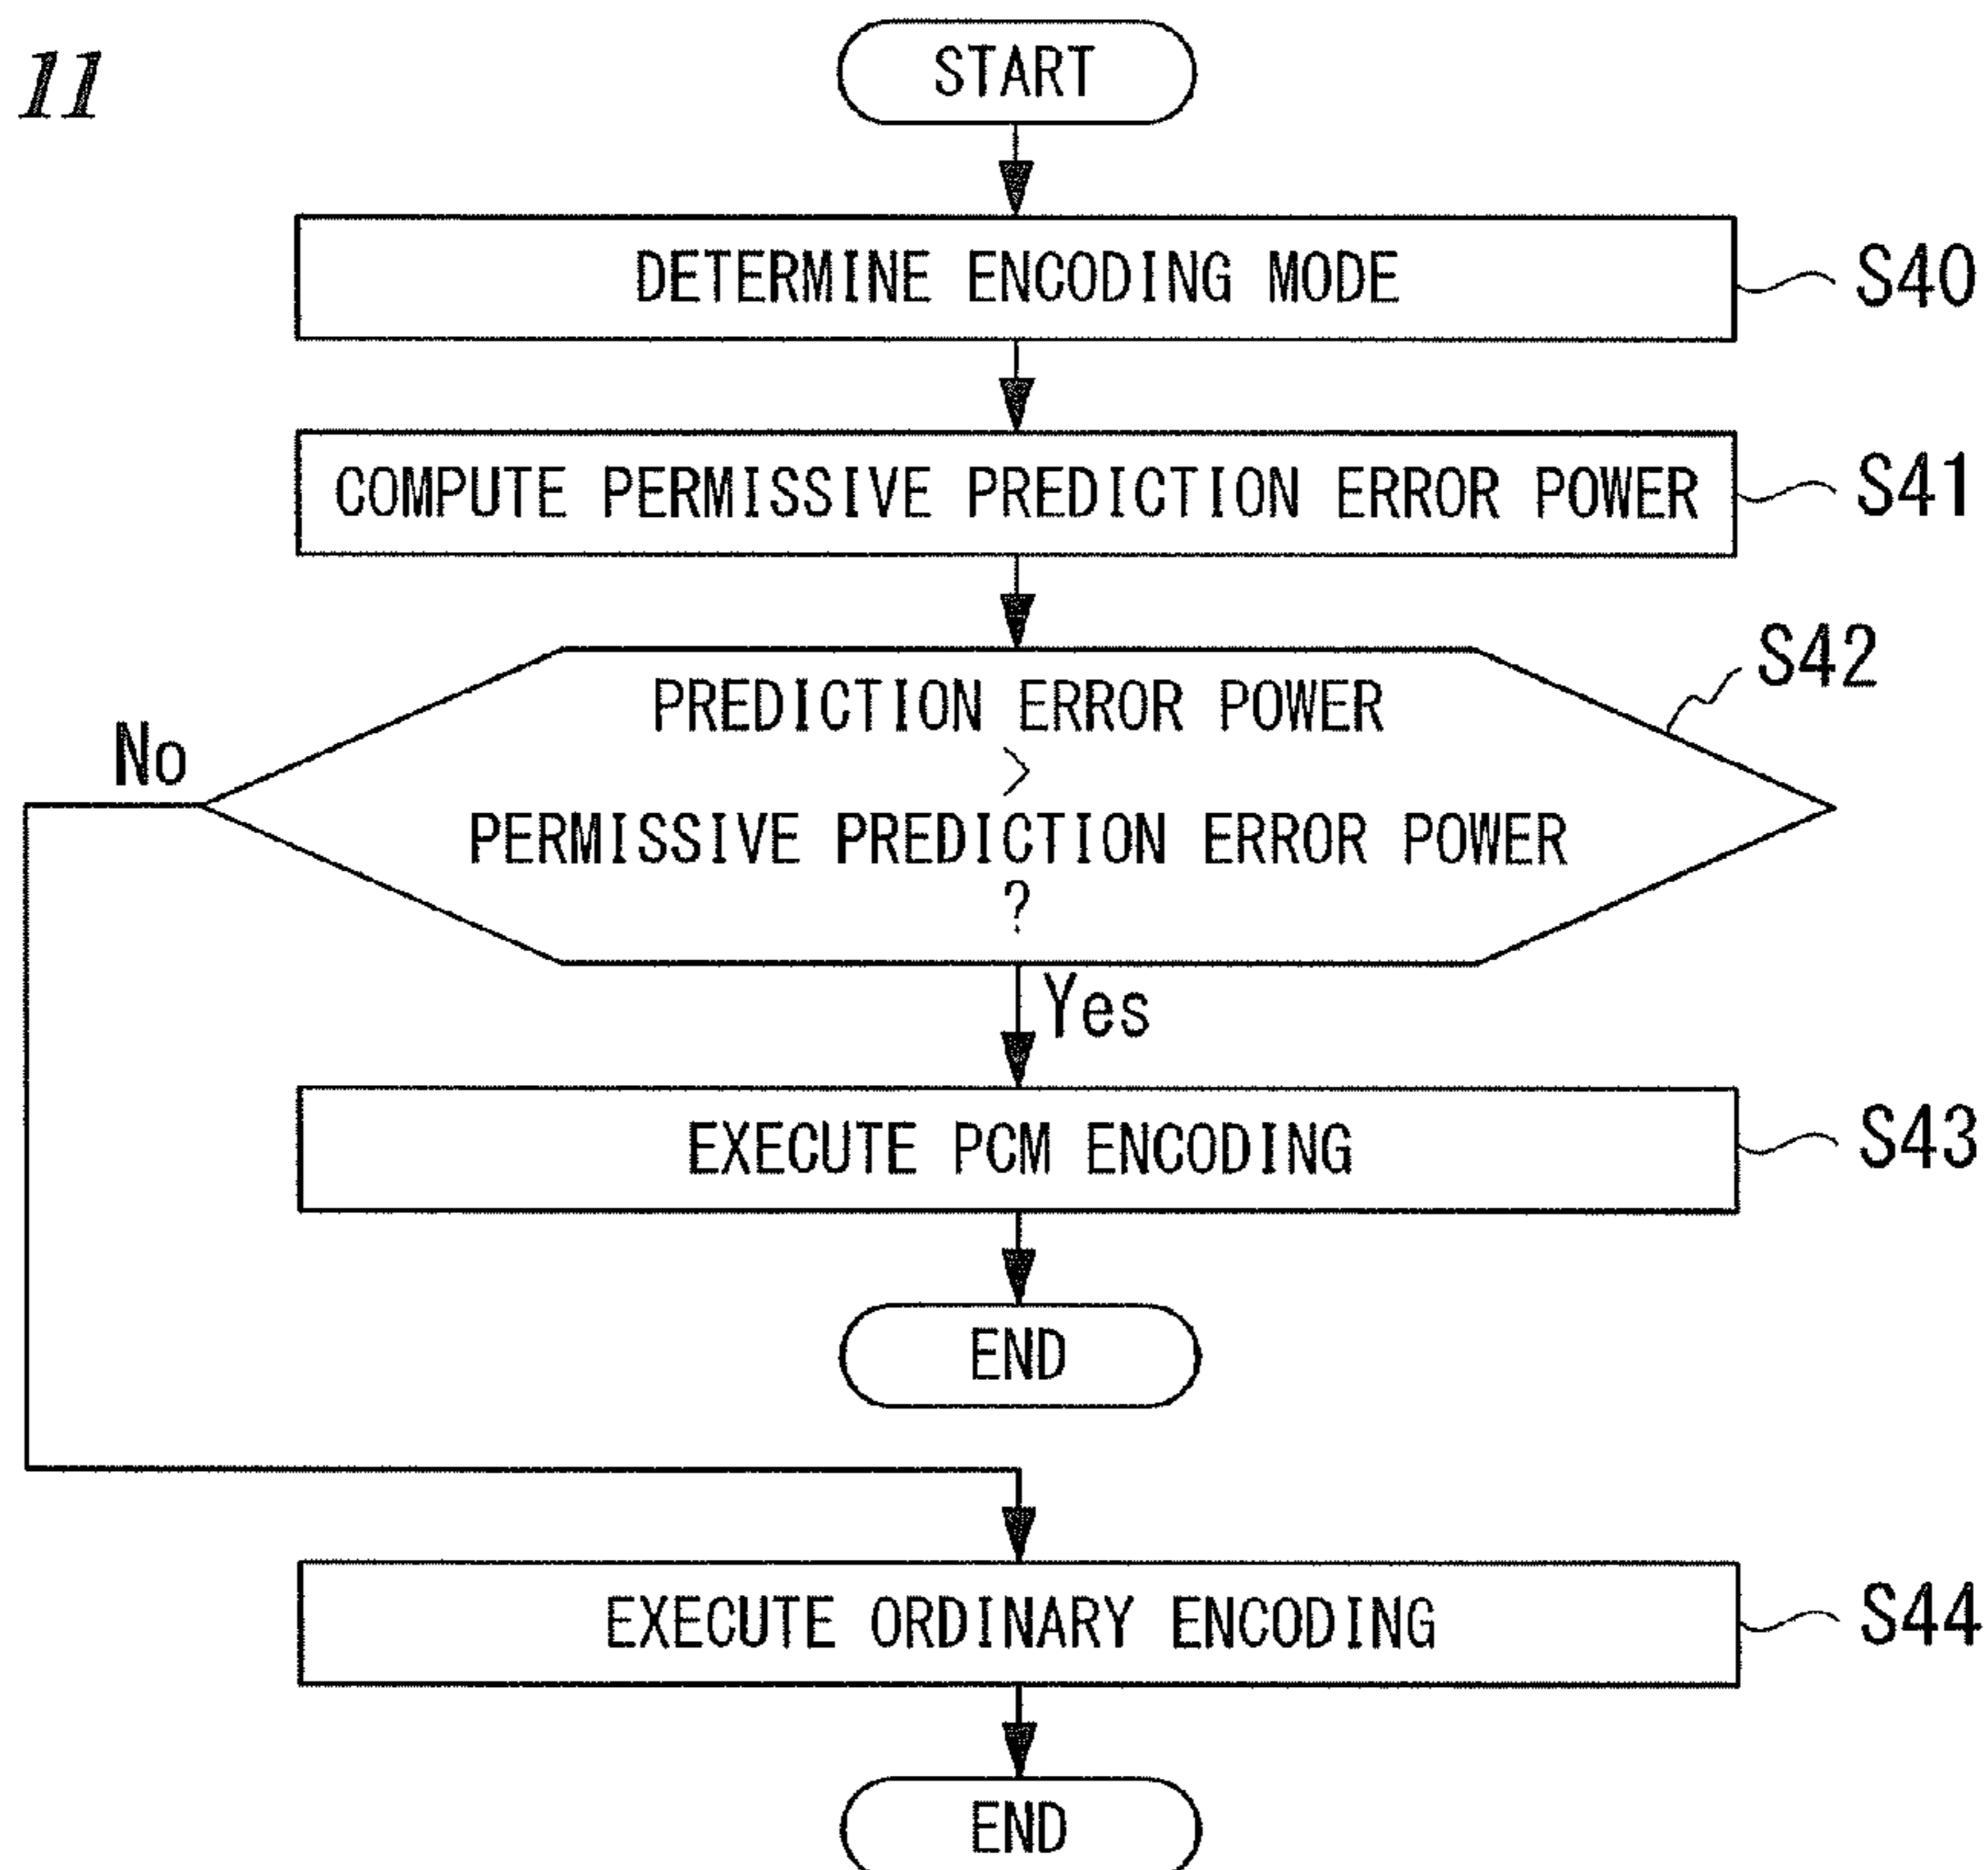 11
START
DETERMINE ENCODING MODE
S40
COMPUTE PERMISSIVE PREDICTION ERROR POWER
S41
S42
PREDICTION ERROR POWER
>
PERMISSIVE PREDICTION ERROR POWER
?
No
Yes
EXECUTE PCM ENCODING
S43
END
EXECUTE ORDINARY ENCODING
S44
END